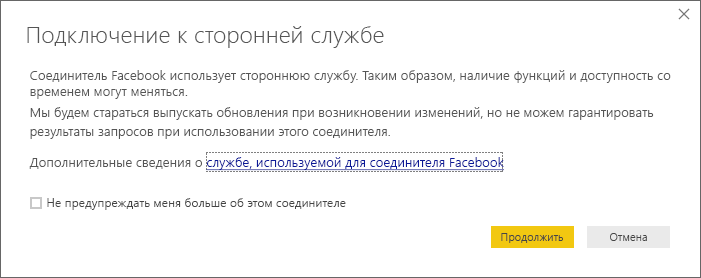 Подключение к сторонней службе
Соединитель Facebook использует стороннюю службу. Таким образом, наличие функций и доступность со
временем могут меняться.
Мы будем стараться выпускать обновления при возникновении изменений, но не можем гарантировать
результаты запросов при использовании этого соединителя.
Дополнительные сведения о службе, используемой для соединителя Facebook
Не предупреждать меня больше об этом соединителе
Продолжить Отмена